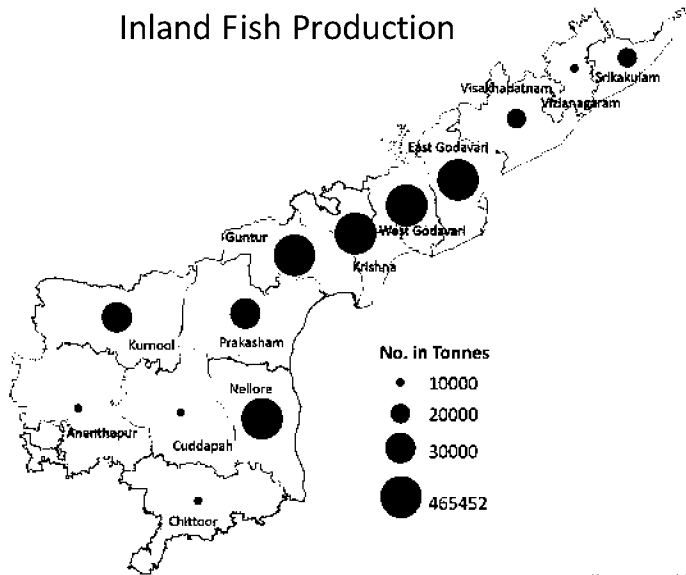 Inland Fish Production
Srikakulam
Visakhapatnam
Vizianagaram
East Godavari
Guntur
West Godavari
Krishna
Kurnool
Prakasham
No. in Tonnes
10000
Nellore
20000
Ananthapur
Cuddapah
30000
465452
Chittoor